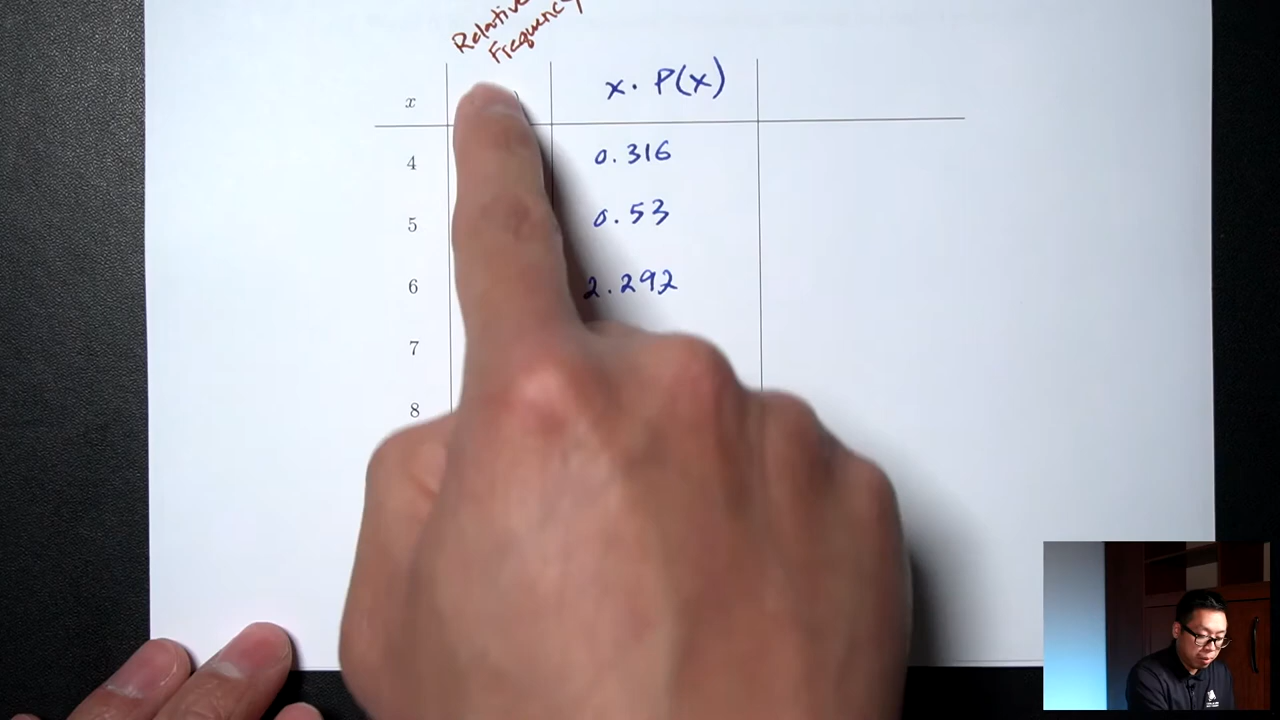 Relative
Frequency
x x · P(x)
4 0.316
5 0.53
6 2.292
7
8